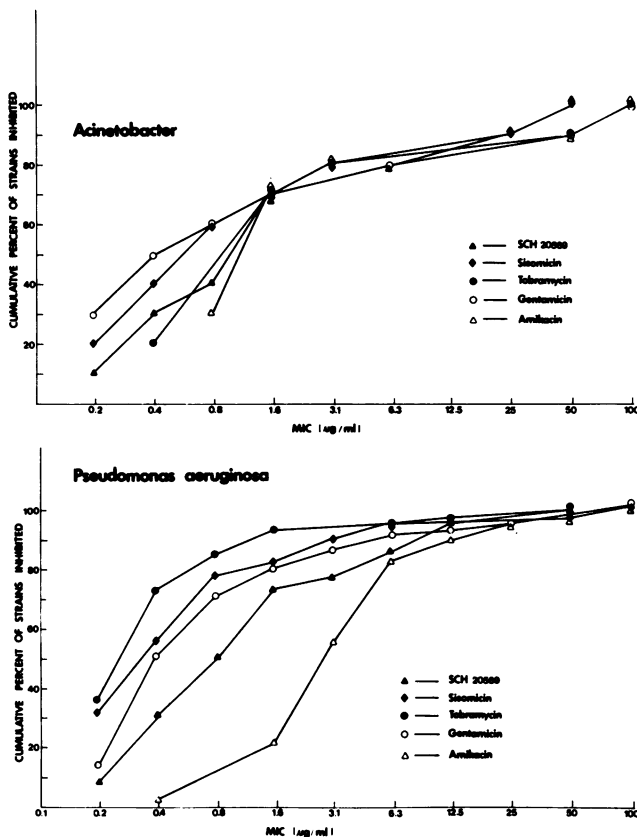 Acinetobacter
CUMULATIVE PERCENT OF STRAINS INHIBITED
100
80
60
40
20
▲ — SCH 20569
◆ — Sisomicin
● — Tobramycin
○ — Gentamicin
△ — Amikacin
0.2 0.4 0.8 1.6 3.1 6.3 12.5 25 50 100
MIC (µg/ml)
Pseudomonas aeruginosa
CUMULATIVE PERCENT OF STRAINS INHIBITED
100
80
60
40
20
▲ — SCH 20569
◆ — Sisomicin
● — Tobramycin
○ — Gentamicin
△ — Amikacin
0.1 0.2 0.4 0.8 1.6 3.1 6.3 12.5 25 50 100
MIC (µg/ml)